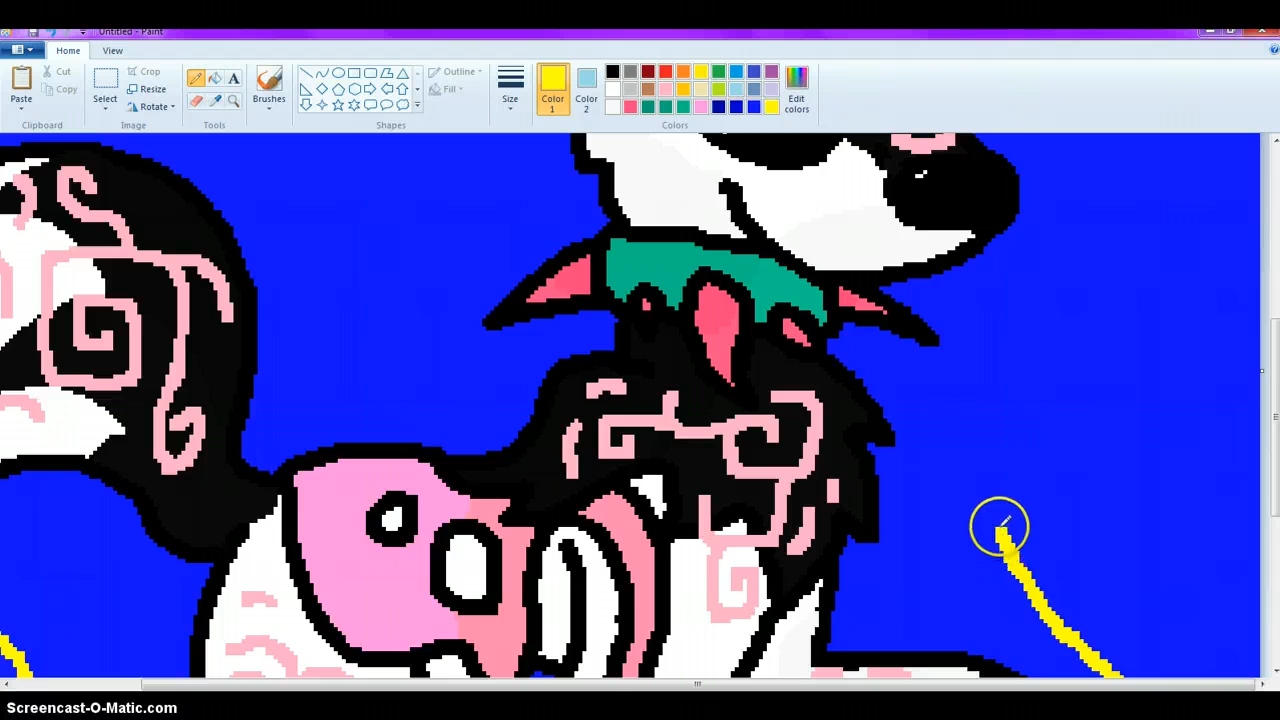 Untitled - Paint
Home View
Paste
Cut
Copy
Clipboard
Select
Crop
Resize
Rotate
Image
A
Tools
Brushes
Outline
Fill
Shapes
Size
Color 1
Color 2
Edit colors
Colors
Screencast-O-Matic.com